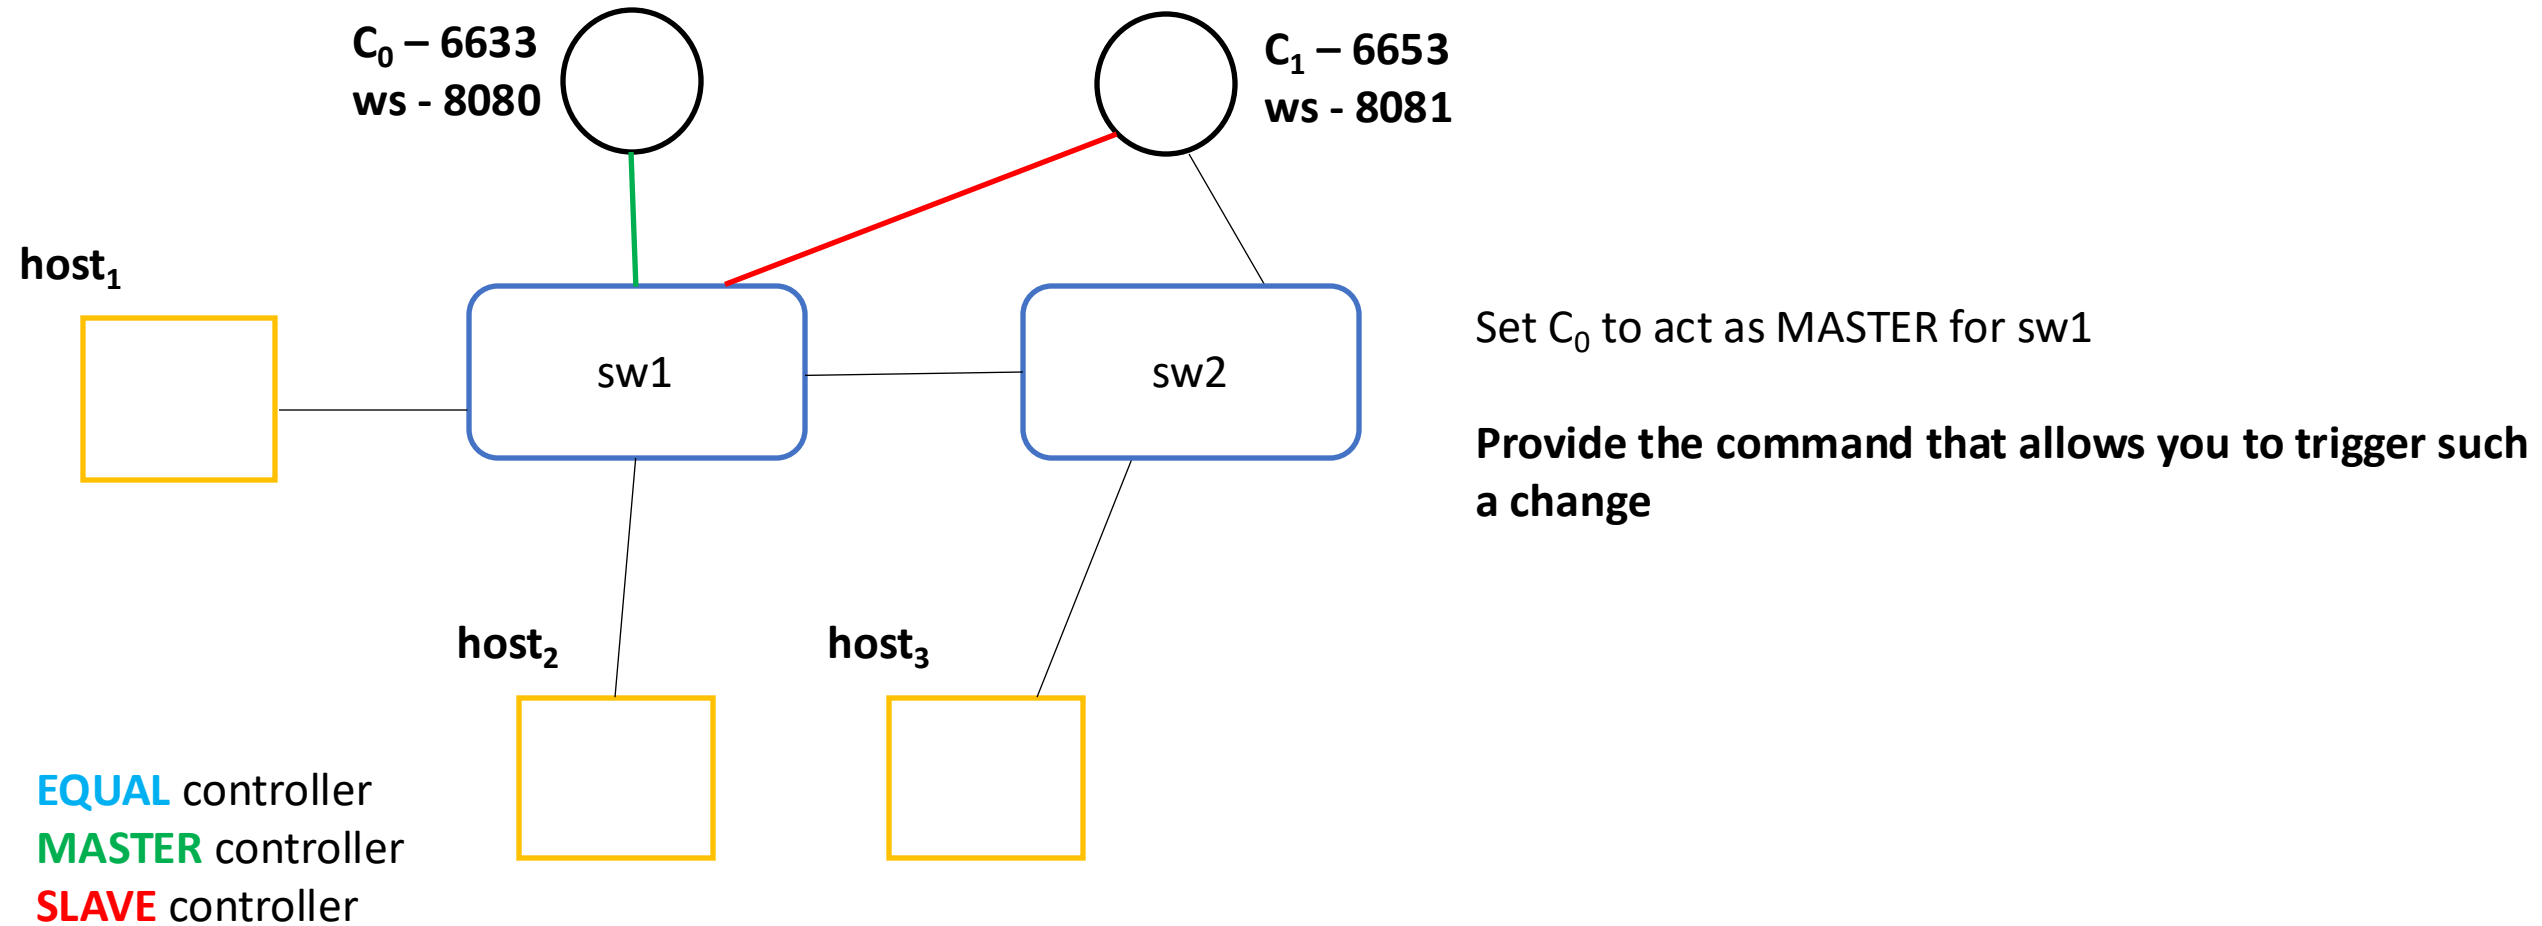 C₀ – 6633
ws - 8080
C₁ – 6653
ws - 8081
host₁
sw1
sw2
Set C₀ to act as MASTER for sw1
Provide the command that allows you to trigger such
a change
host₂
host₃
EQUAL controller
MASTER controller
SLAVE controller